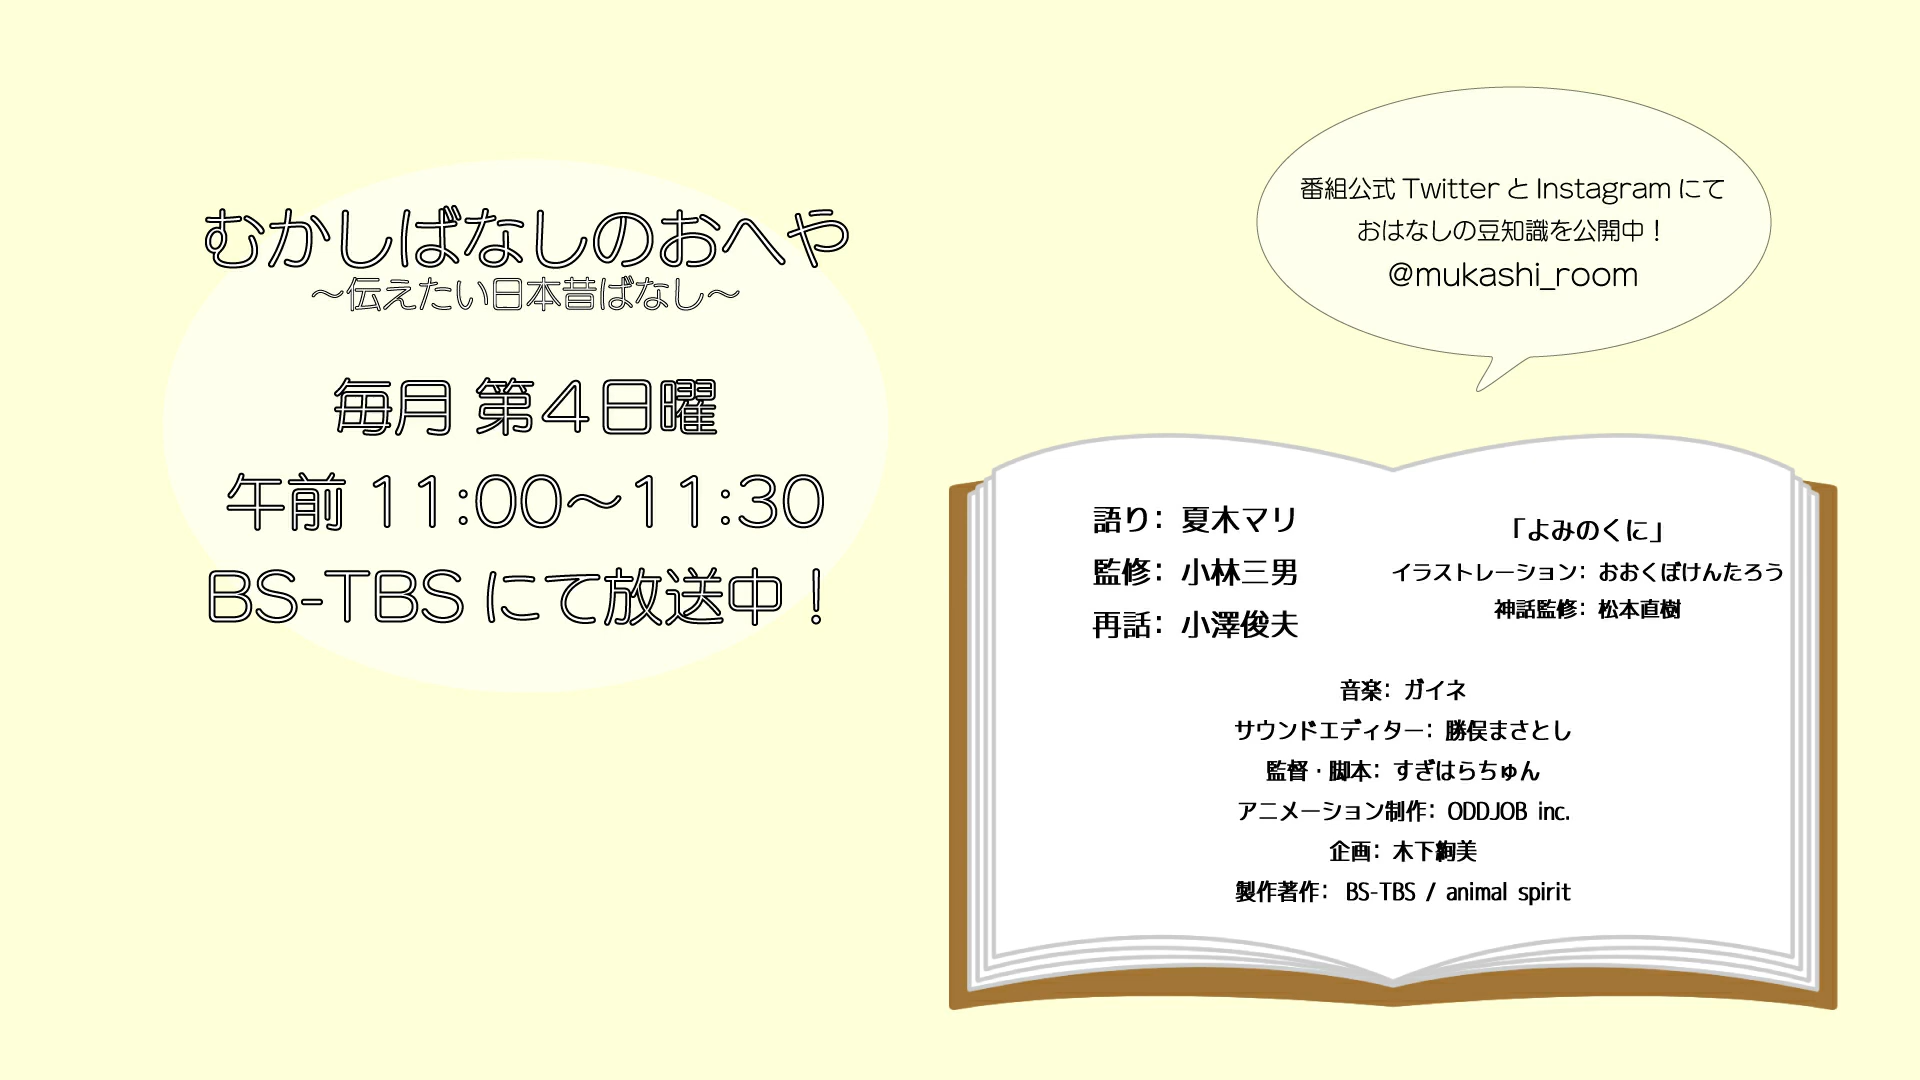 むかしばなしのおへや
～伝えたい日本昔ばなし～
毎月 第4日曜
午前 11:00～11:30
BS-TBS にて放送中！
番組公式 Twitter と Instagram にて
おはなしの豆知識を公開中！
@mukashi_room
語り: 夏木マリ
監修: 小林三男
再話: 小澤俊夫
「よみのくに」
イラストレーション: おおくぼけんたろう
神話監修: 松本直樹
音楽: ガイネ
サウンドエディター: 勝俣まさとし
監督・脚本: すぎはらちゅん
アニメーション制作: ODDJOB inc.
企画: 木下絢美
製作著作: BS-TBS / animal spirit